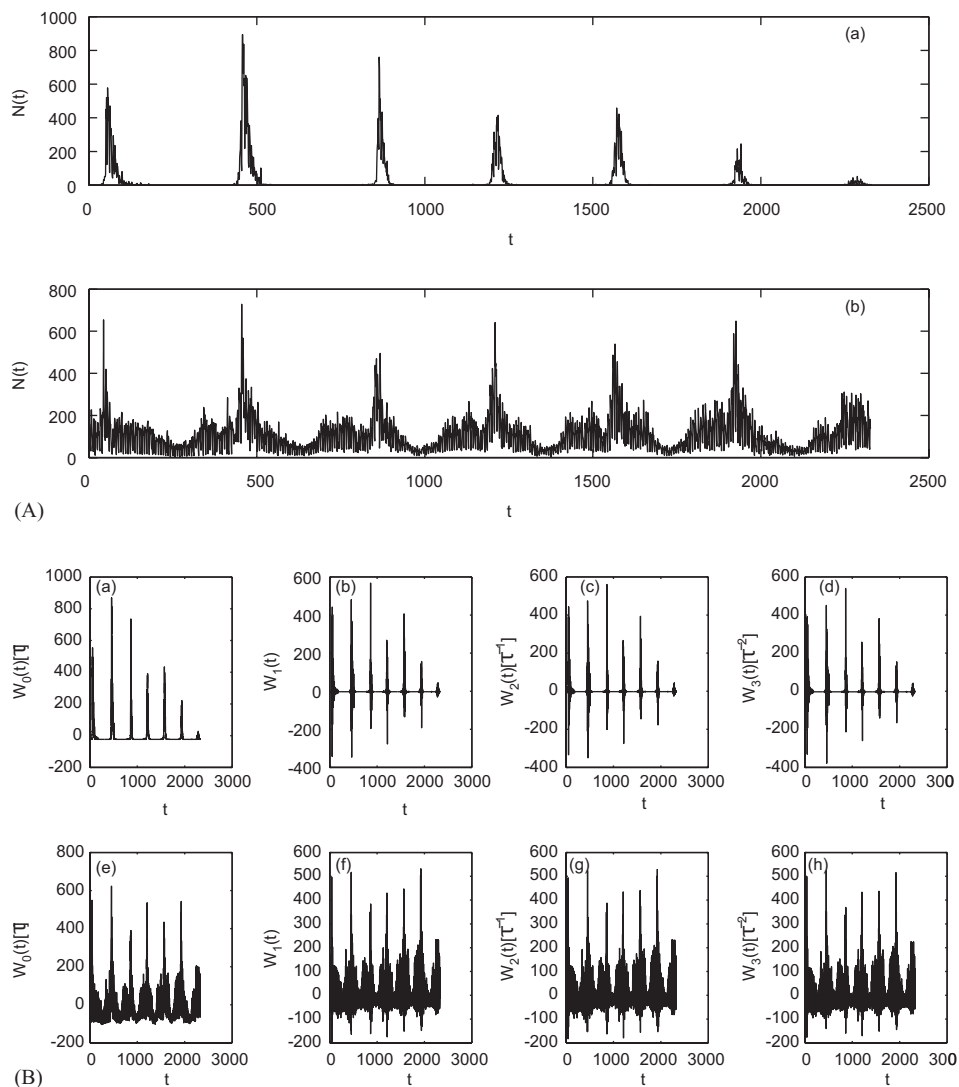 1000
(a)
800
600
N(t)
400
200
0
0 500 1000 1500 2000 2500
t
800
(b)
600
N(t)
400
200
0
0 500 1000 1500 2000 2500
(A)
t
1000 (a)
800
600
W0(t)[τ]
400
200
0
-200
0 1000 2000 3000
t
600 (b)
400
W1(t)
200
0
-200
-400
0 1000 2000 3000
t
600 (c)
400
W2(t)[τ-1]
200
0
-200
-400
0 1000 2000 3000
t
600 (d)
400
W3(t)[τ-2]
200
0
-200
-400
0 1000 2000 3000
t
800
(e)
600
W0(t)[τ]
400
200
0
-200
0 1000 2000 3000
t
600
(f)
500
400
W1(t)
300
200
100
0
-100
-200
0 1000 2000 3000
t
600
(g)
500
400
W2(t)[τ-1]
300
200
100
0
-100
-200
0 1000 2000 3000
t
600
(h)
500
400
W3(t)[τ-2]
300
200
100
0
-100
-200
0 1000 2000 3000
(B)
t